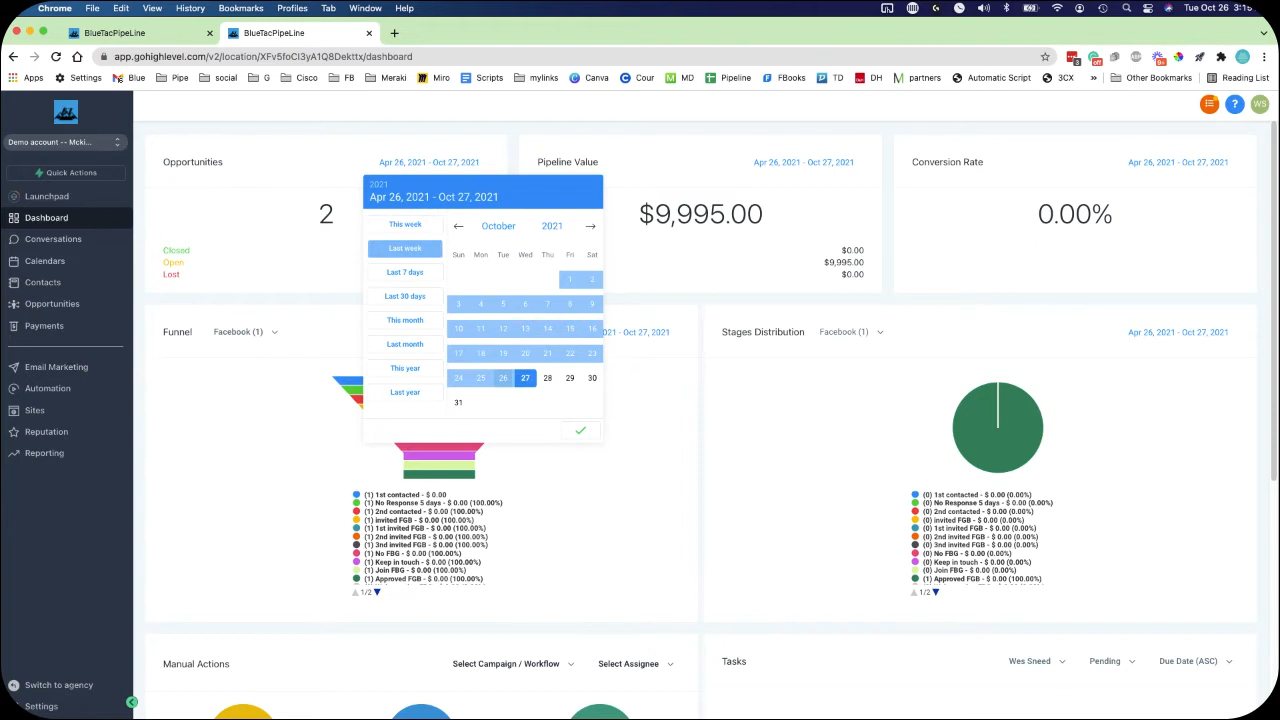 Chrome File Edit View History Bookmarks Profiles Tab Window Help
Tue Oct 26 3:15
BlueTacPipeLine
BlueTacPipeLine
app.gohighlevel.com/v2/location/XFv5foCI3yA1Q8Dekttx/dashboard
Apps Settings Blue Pipe social G Cisco FB Meraki Miro Scripts mylinks Canva Cour MD Pipeline FBooks TD DH partners Automatic Script 3CX » Other Bookmarks Reading List
? WS
Demo account -- Mcki...
Quick Actions
Launchpad
Dashboard
Conversations
Calendars
Contacts
Opportunities
Payments
Email Marketing
Automation
Sites
Reputation
Reporting
Switch to agency
Settings
Opportunities
Apr 26, 2021 - Oct 27, 2021
2
Closed
Open
Lost
Pipeline Value
Apr 26, 2021 - Oct 27, 2021
$9,995.00
$0.00
$9,995.00
$0.00
Conversion Rate
Apr 26, 2021 - Oct 27, 2021
0.00%
2021
Apr 26, 2021 - Oct 27, 2021
This week
Last week
Last 7 days
Last 30 days
This month
Last month
This year
Last year
← October 2021 →
Sun Mon Tue Wed Thu Fri Sat
1 2
3 4 5 6 7 8 9
10 11 12 13 14 15 16
17 18 19 20 21 22 23
24 25 26 27 28 29 30
31
Funnel Facebook (1)
021 - Oct 27, 2021
(1) 1st contacted - $ 0.00
(1) No Response 5 days - $ 0.00 (100.00%)
(1) 2nd contacted - $ 0.00 (100.00%)
(1) invited FGB - $ 0.00 (100.00%)
(1) 1st invited FGB - $ 0.00 (100.00%)
(1) 2nd invited FGB - $ 0.00 (100.00%)
(1) 3nd invited FGB - $ 0.00 (100.00%)
(1) No FBG - $ 0.00 (100.00%)
(1) Keep in touch - $ 0.00 (100.00%)
(1) Join FBG - $ 0.00 (100.00%)
(1) Approved FGB - $ 0.00 (100.00%)
1/2
Stages Distribution Facebook (1)
Apr 26, 2021 - Oct 27, 2021
(0) 1st contacted - $ 0.00 (0.00%)
(0) No Response 5 days - $ 0.00 (0.00%)
(0) 2nd contacted - $ 0.00 (0.00%)
(0) invited FGB - $ 0.00 (0.00%)
(0) 1st invited FGB - $ 0.00 (0.00%)
(0) 2nd invited FGB - $ 0.00 (0.00%)
(0) 3nd invited FGB - $ 0.00 (0.00%)
(0) No FBG - $ 0.00 (0.00%)
(0) Keep in touch - $ 0.00 (0.00%)
(0) Join FBG - $ 0.00 (0.00%)
(1) Approved FGB - $ 0.00 (100.00%)
1/2
Manual Actions
Select Campaign / Workflow
Select Assignee
Tasks
Wes Sneed
Pending
Due Date (ASC)